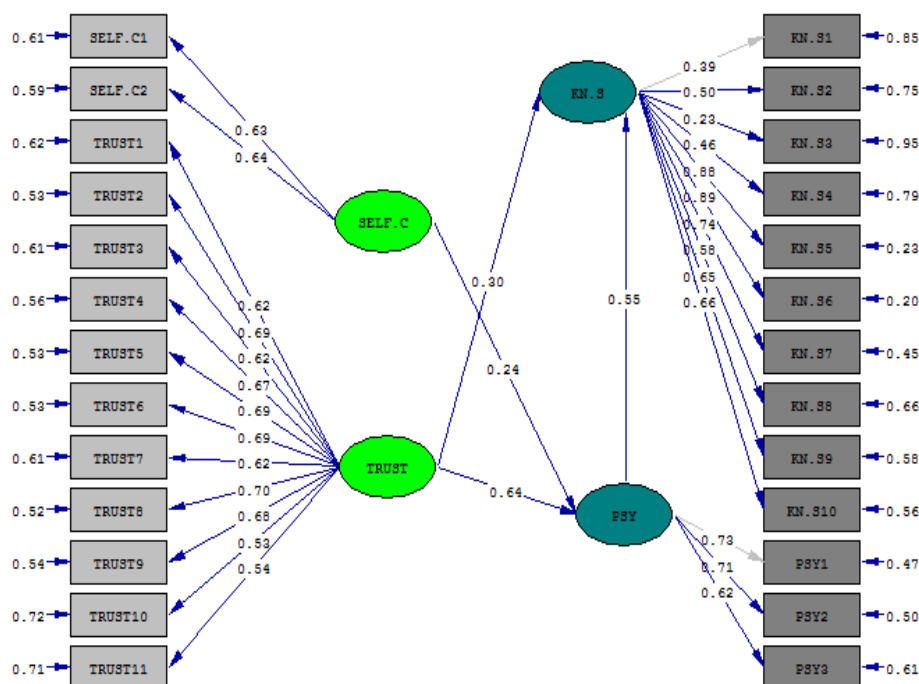 0.61 SELF.C1
0.59 SELF.C2
0.62 TRUST1
0.53 TRUST2
0.61 TRUST3
0.56 TRUST4
0.53 TRUST5
0.53 TRUST6
0.61 TRUST7
0.52 TRUST8
0.54 TRUST9
0.72 TRUST10
0.71 TRUST11
0.63
0.64
0.62
0.69
0.62
0.67
0.69
0.69
0.62
0.70
0.68
0.53
0.54
SELF.C
TRUST
0.30
0.24
0.64
0.55
KN.S
PSY
0.39
0.50
0.23
0.46
0.88
0.89
0.74
0.58
0.65
0.66
0.73
0.71
0.62
KN.S1 0.85
KN.S2 0.75
KN.S3 0.95
KN.S4 0.79
KN.S5 0.23
KN.S6 0.20
KN.S7 0.45
KN.S8 0.66
KN.S9 0.58
KN.S10 0.56
PSY1 0.47
PSY2 0.50
PSY3 0.61